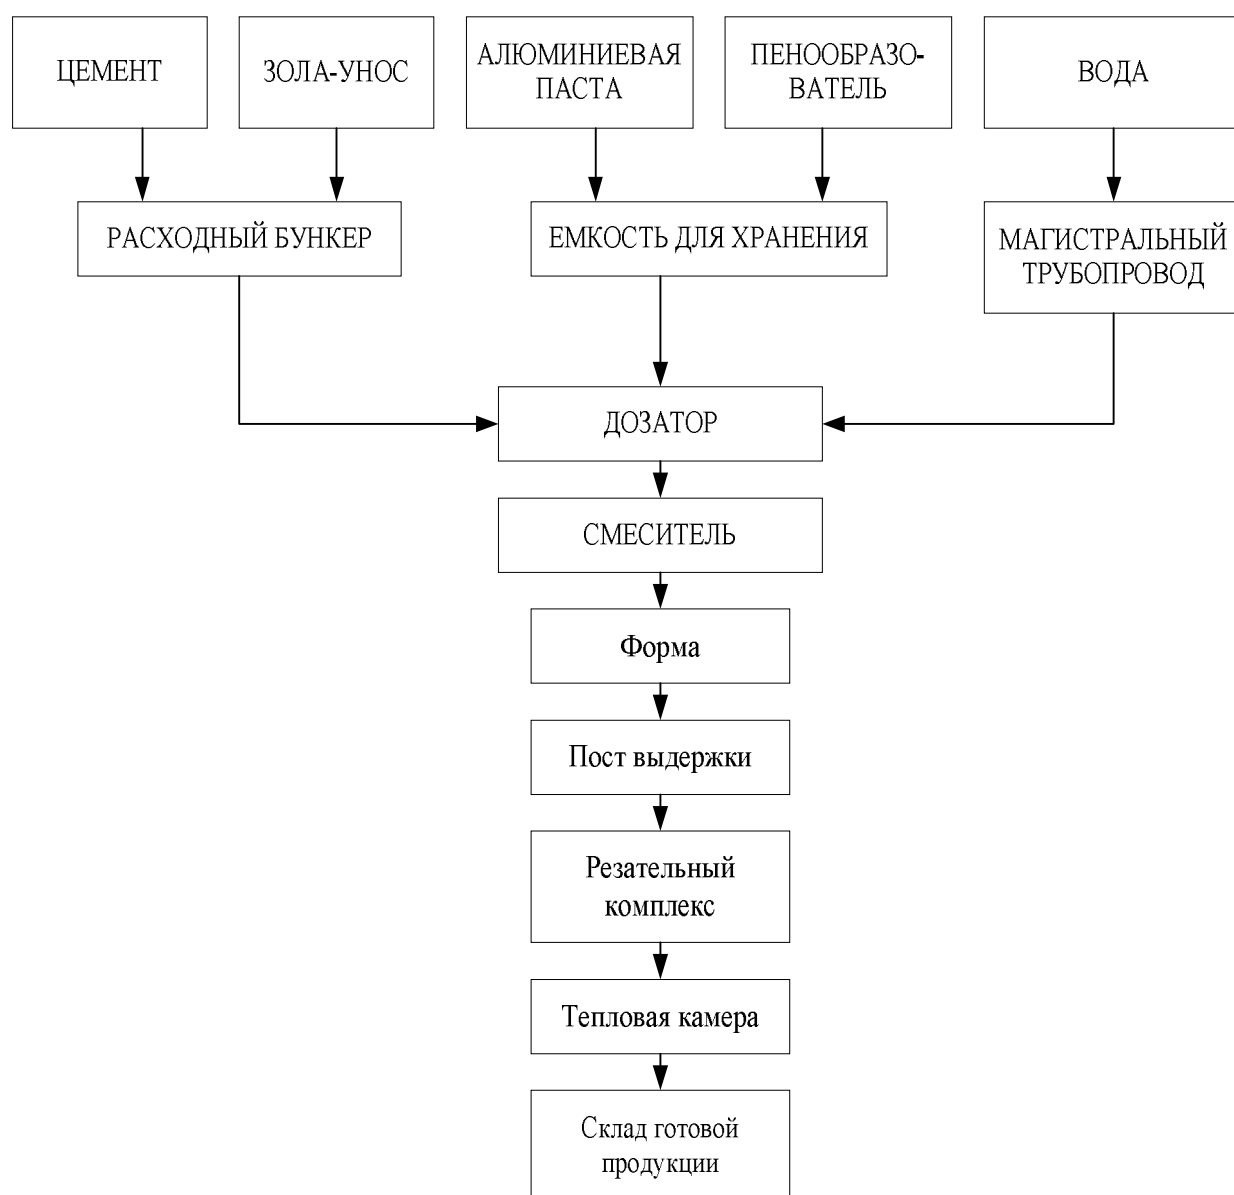 ЦЕМЕНТ
ЗОЛА-УНОС
АЛЮМИНИЕВАЯ
ПАСТА
ПЕНООБРАЗО-
ВАТЕЛЬ
ВОДА
РАСХОДНЫЙ БУНКЕР
ЕМКОСТЬ ДЛЯ ХРАНЕНИЯ
МАГИСТРАЛЬНЫЙ
ТРУБОПРОВОД
ДОЗАТОР
СМЕСИТЕЛЬ
Форма
Пост выдержки
Резательный
комплекс
Тепловая камера
Склад готовой
продукции